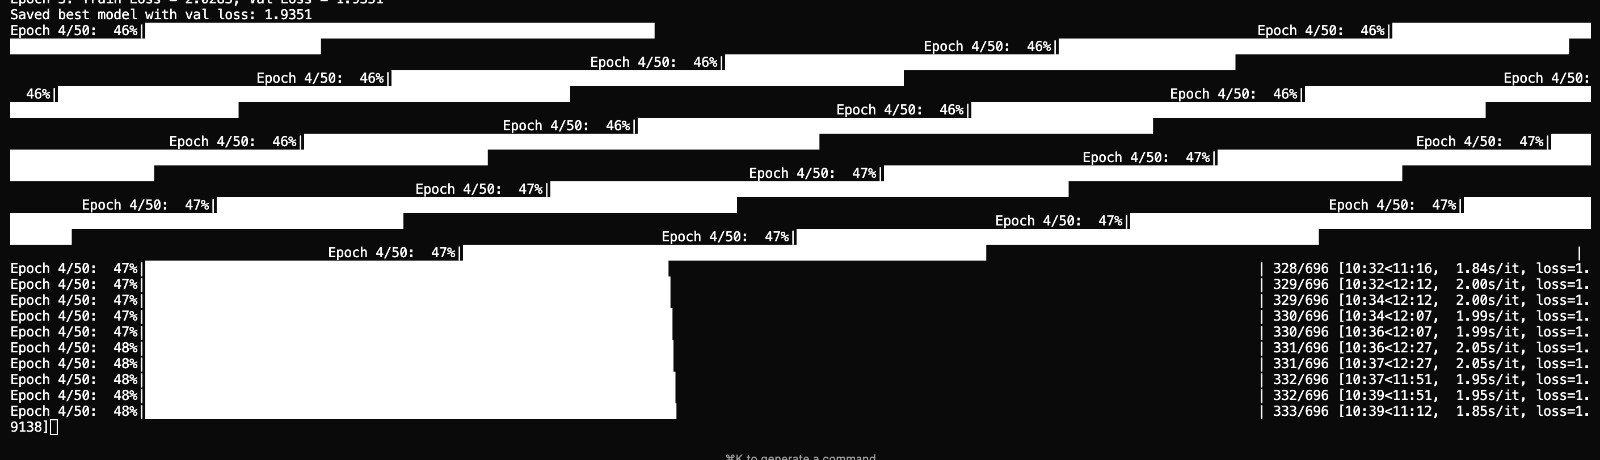 Epoch 3: Train Loss = 2.0283, Val Loss = 1.9351
Saved best model with val loss: 1.9351
Epoch 4/50:  46%| Epoch 4/50:  46%|
Epoch 4/50:  46%|
Epoch 4/50:  46%|
Epoch 4/50:  46%| Epoch 4/50:
46%| Epoch 4/50:  46%|
Epoch 4/50:  46%|
Epoch 4/50:  46%|
Epoch 4/50:  46%| Epoch 4/50:  47%|
Epoch 4/50:  47%|
Epoch 4/50:  47%|
Epoch 4/50:  47%|
Epoch 4/50:  47%| Epoch 4/50:  47%|
Epoch 4/50:  47%|
Epoch 4/50:  47%|
Epoch 4/50:  47%| |
Epoch 4/50:  47%| | 328/696 [10:32<11:16,  1.84s/it, loss=1.
Epoch 4/50:  47%| | 329/696 [10:32<12:12,  2.00s/it, loss=1.
Epoch 4/50:  47%| | 329/696 [10:34<12:12,  2.00s/it, loss=1.
Epoch 4/50:  47%| | 330/696 [10:34<12:07,  1.99s/it, loss=1.
Epoch 4/50:  47%| | 330/696 [10:36<12:07,  1.99s/it, loss=1.
Epoch 4/50:  48%| | 331/696 [10:36<12:27,  2.05s/it, loss=1.
Epoch 4/50:  48%| | 331/696 [10:37<12:27,  2.05s/it, loss=1.
Epoch 4/50:  48%| | 332/696 [10:37<11:51,  1.95s/it, loss=1.
Epoch 4/50:  48%| | 332/696 [10:39<11:51,  1.95s/it, loss=1.
Epoch 4/50:  48%| | 333/696 [10:39<11:12,  1.85s/it, loss=1.
9138]
⌘K to generate a command